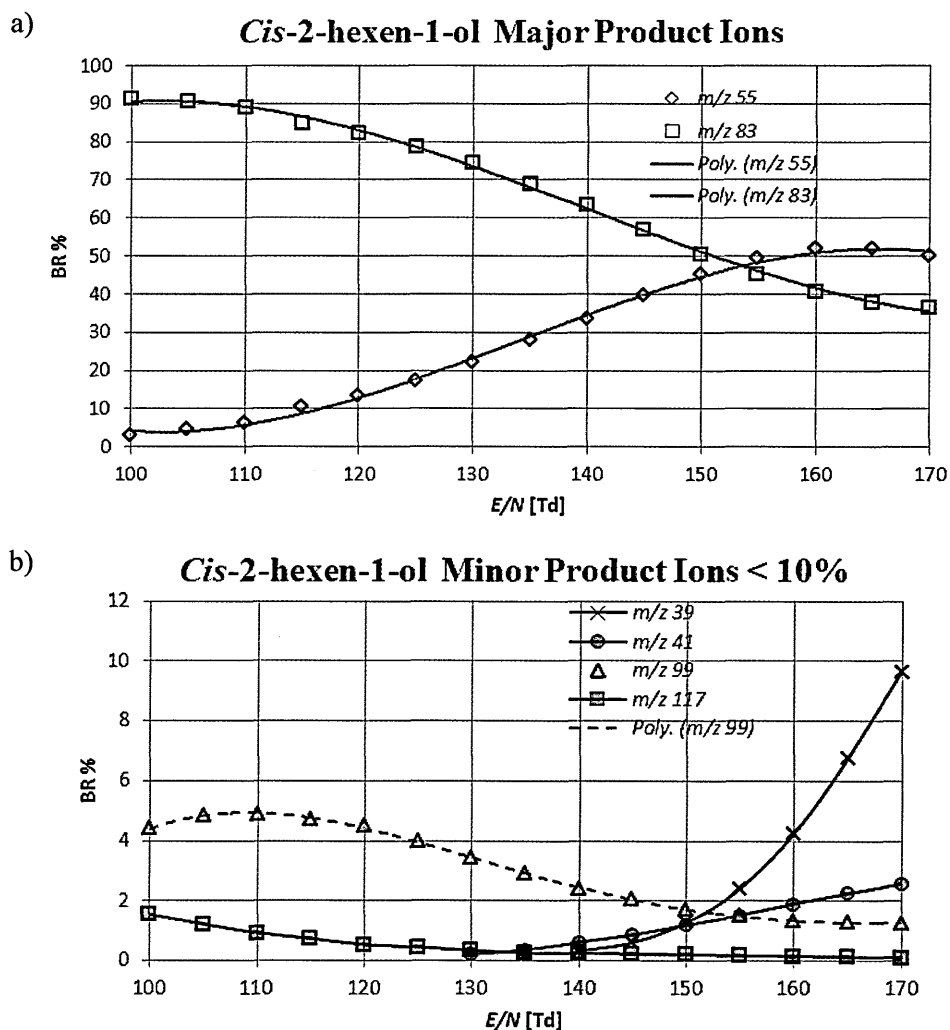 a)
Cis-2-hexen-1-ol Major Product Ions
100
90
80
70
60
50
40
30
20
10
0
BR %
m/z 55
m/z 83
Poly. (m/z 55)
Poly. (m/z 83)
100 110 120 130 140 150 160 170
E/N [Td]
b)
Cis-2-hexen-1-ol Minor Product Ions < 10%
12
10
8
6
4
2
0
BR %
m/z 39
m/z 41
m/z 99
m/z 117
Poly. (m/z 99)
100 110 120 130 140 150 160 170
E/N [Td]